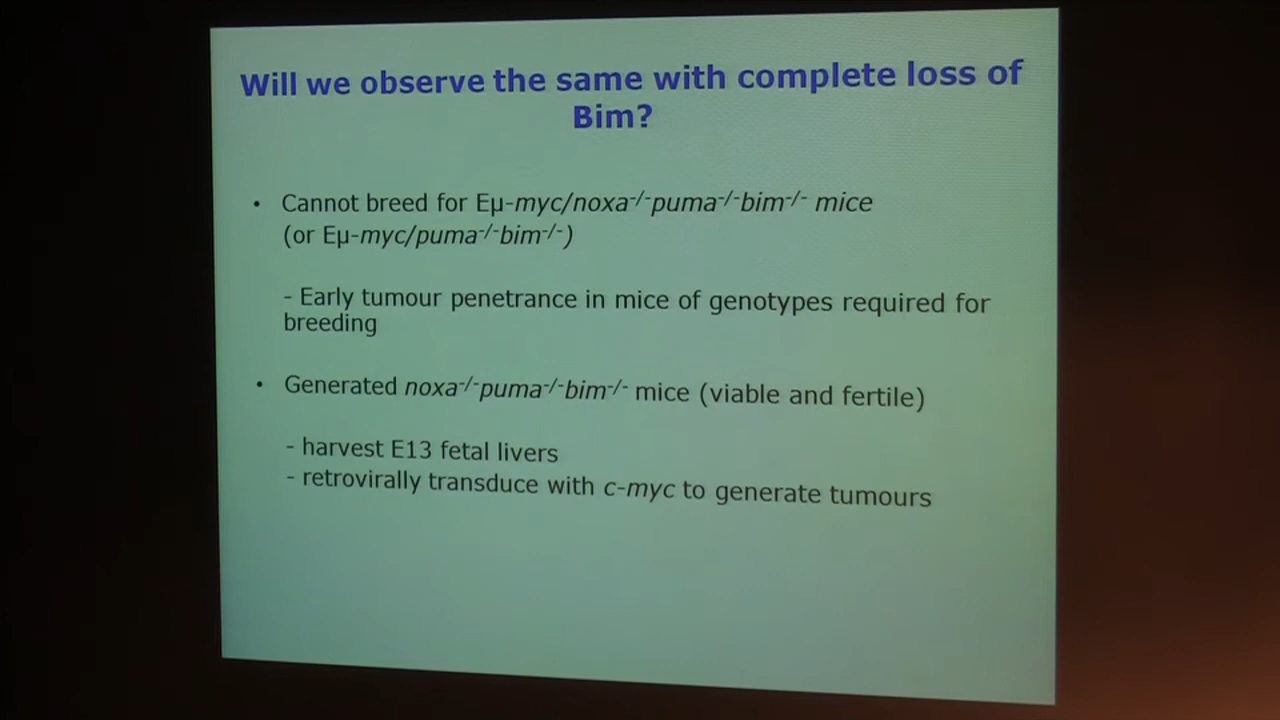 Will we observe the same with complete loss of
Bim?
• Cannot breed for Eµ-myc/noxa-/-puma-/-bim-/- mice
(or Eµ-myc/puma-/-bim-/-)
- Early tumour penetrance in mice of genotypes required for
breeding
• Generated noxa-/-puma-/-bim-/- mice (viable and fertile)
- harvest E13 fetal livers
- retrovirally transduce with c-myc to generate tumours